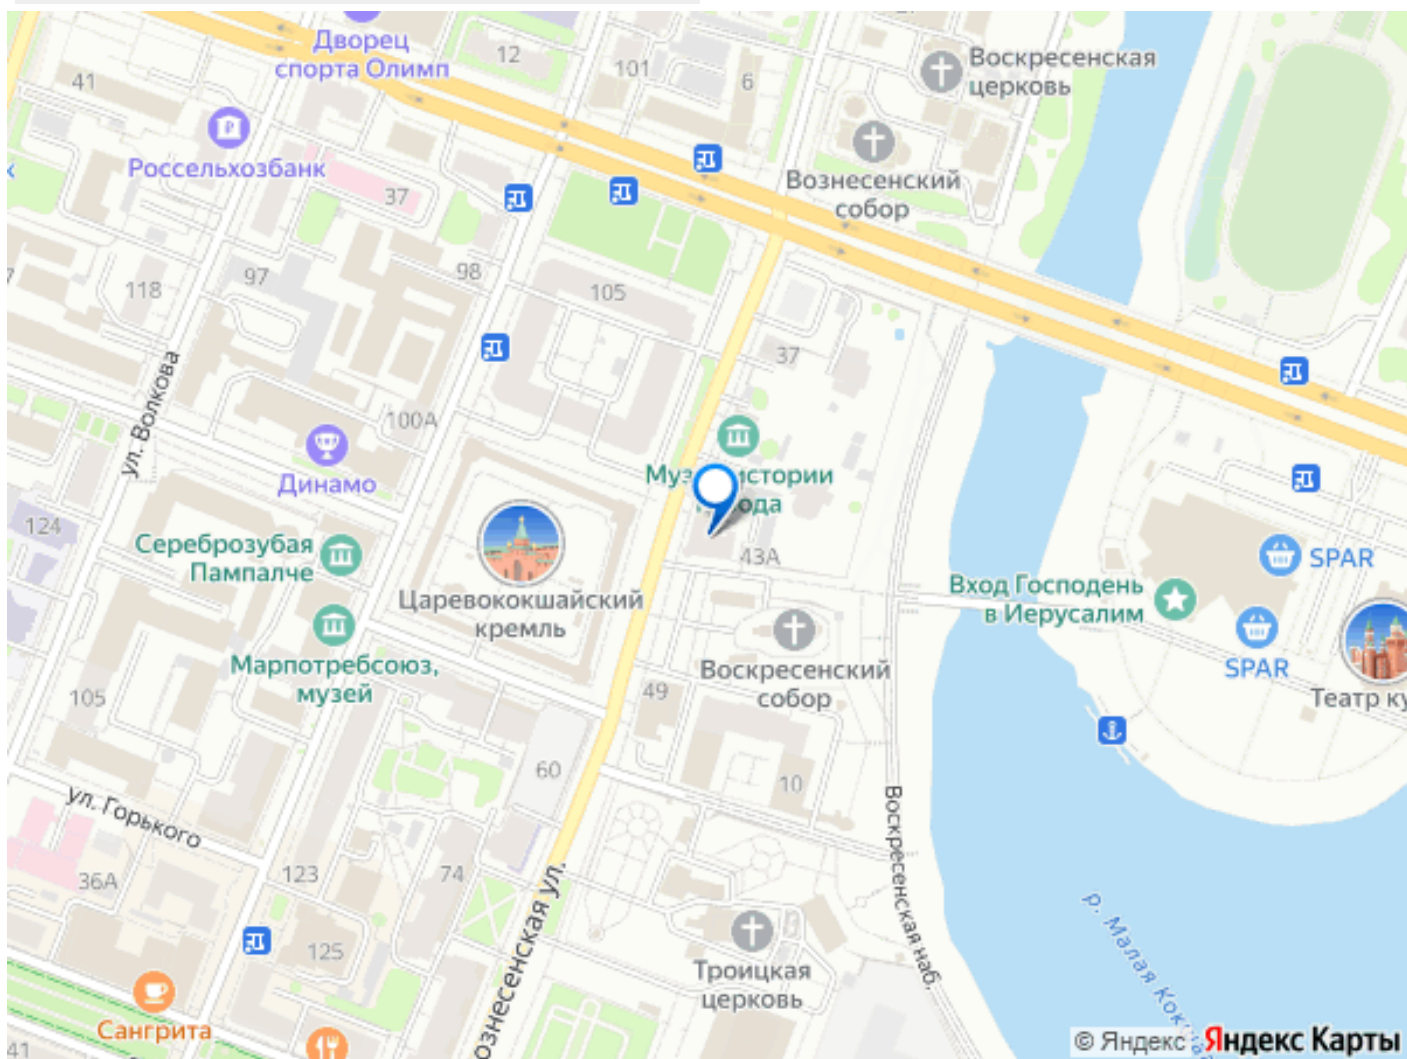 Дворец
спорта Олимп
12
101
6
41
Воскресенская
церковь
Россельхозбанк
37
Вознесенский
собор
118
97
98
105
37
ул. Волкова
100А
Динамо
Музей истории
города
124
Сереброзубая
Пампалче
43А
SPAR
Царевококшайский
кремль
Вход Господень
в Иерусалим
Марпотребсоюз,
музей
Воскресенский
собор
SPAR
49
105
Театр ку
60
10
ул. Горького
Воскресенская наб.
36А
123
74
ознесенская ул.
125
р. Малая Кок
Троицкая
церковь
Сангрита
41
© Яндекс Яндекс Карты